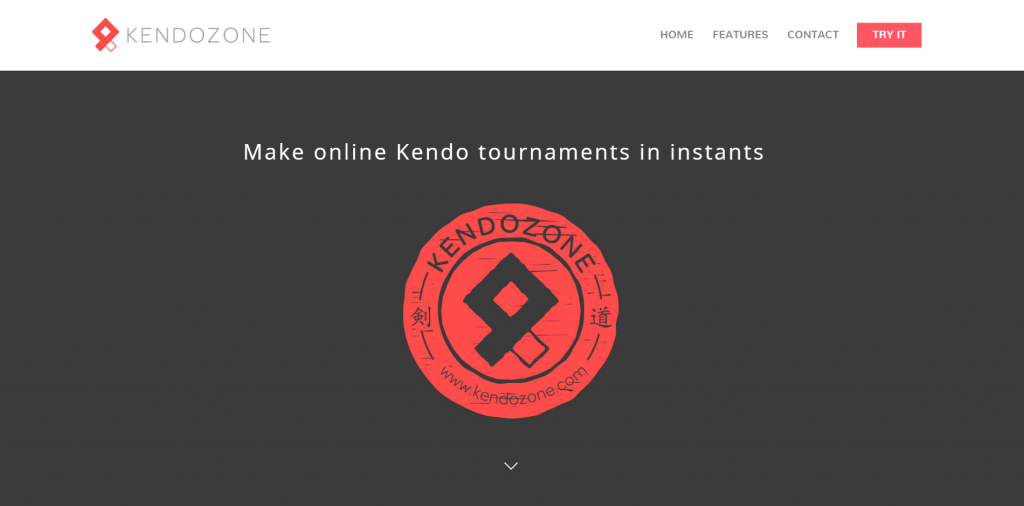 KENDOZONE
HOME FEATURES CONTACT TRY IT
Make online Kendo tournaments in instants
KENDOZONE
剣 道
www.kendozone.com